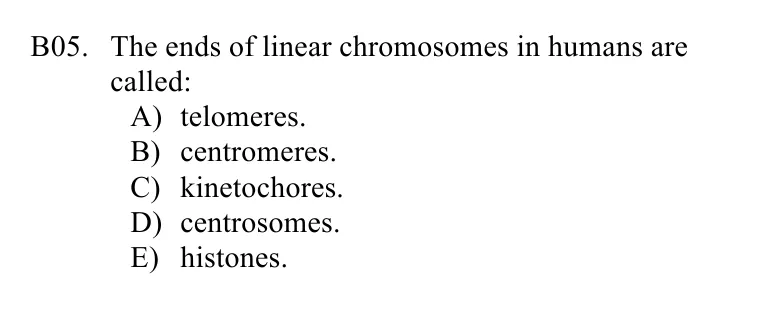 B05. The ends of linear chromosomes in humans are
called:
A) telomeres.
B) centromeres.
C) kinetochores.
D) centrosomes.
E) histones.